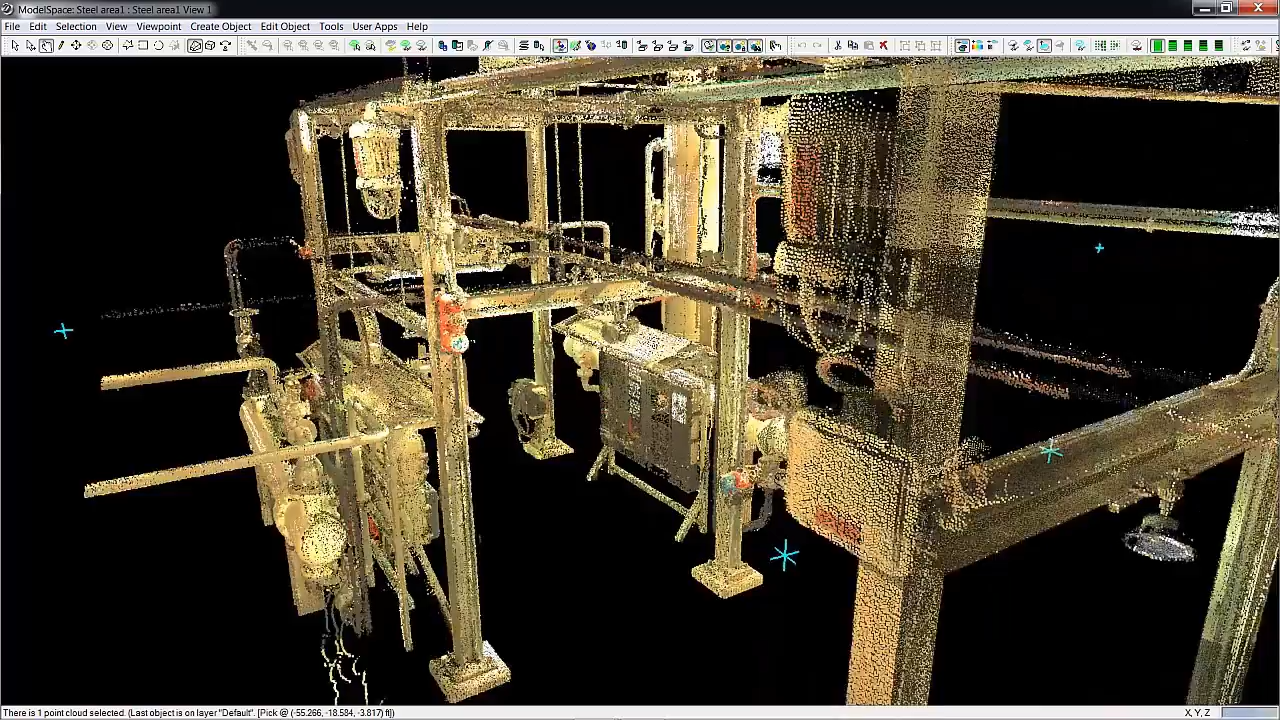 ModelSpace: Steel area1 : Steel area1 View 1
File Edit Selection View Viewpoint Create Object Edit Object Tools User Apps Help
There is 1 point cloud selected. (Last object is on layer "Default". [Pick @ (-55.266, -18.584, -3.817) ft])
X, Y, Z